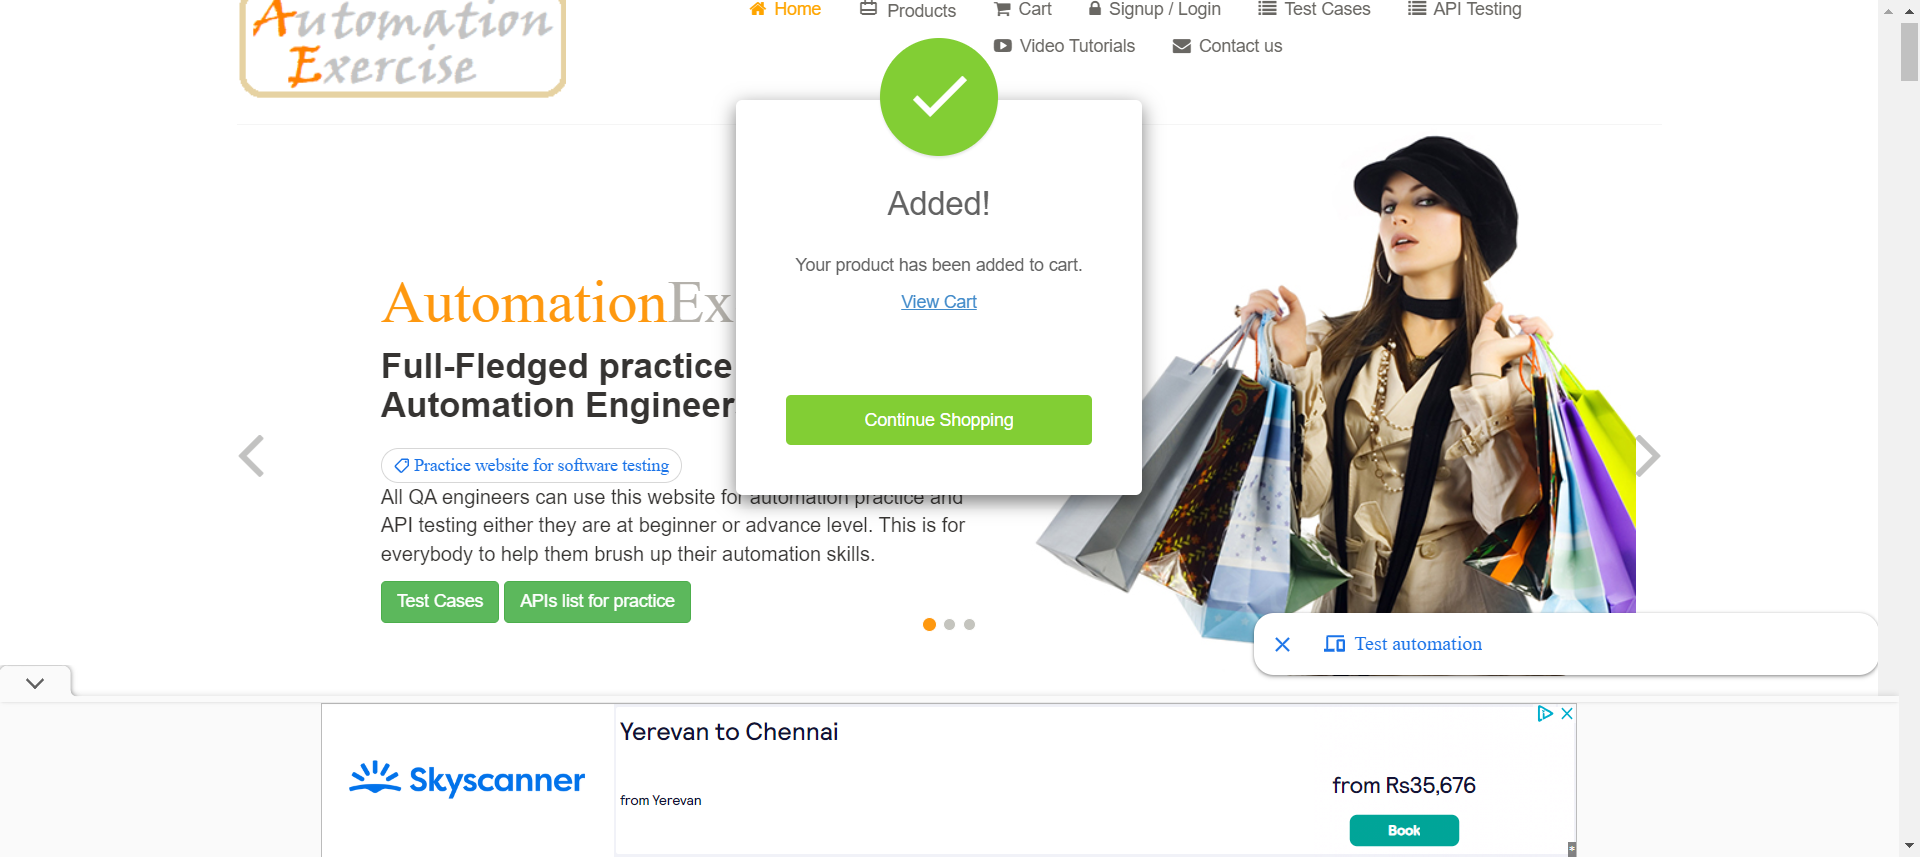 Automation
Exercise
Home
Products
Cart
Signup / Login
Test Cases
API Testing
Video Tutorials
Contact us
Added!
Your product has been added to cart.
View Cart
Continue Shopping
AutomationEx
Full-Fledged practice
Automation Engineer
Practice website for software testing
All QA engineers can use this website for automation practice and
API testing either they are at beginner or advance level. This is for
everybody to help them brush up their automation skills.
Test Cases
APIs list for practice
Test automation
Skyscanner
Yerevan to Chennai
from Yerevan
from Rs35,676
Book